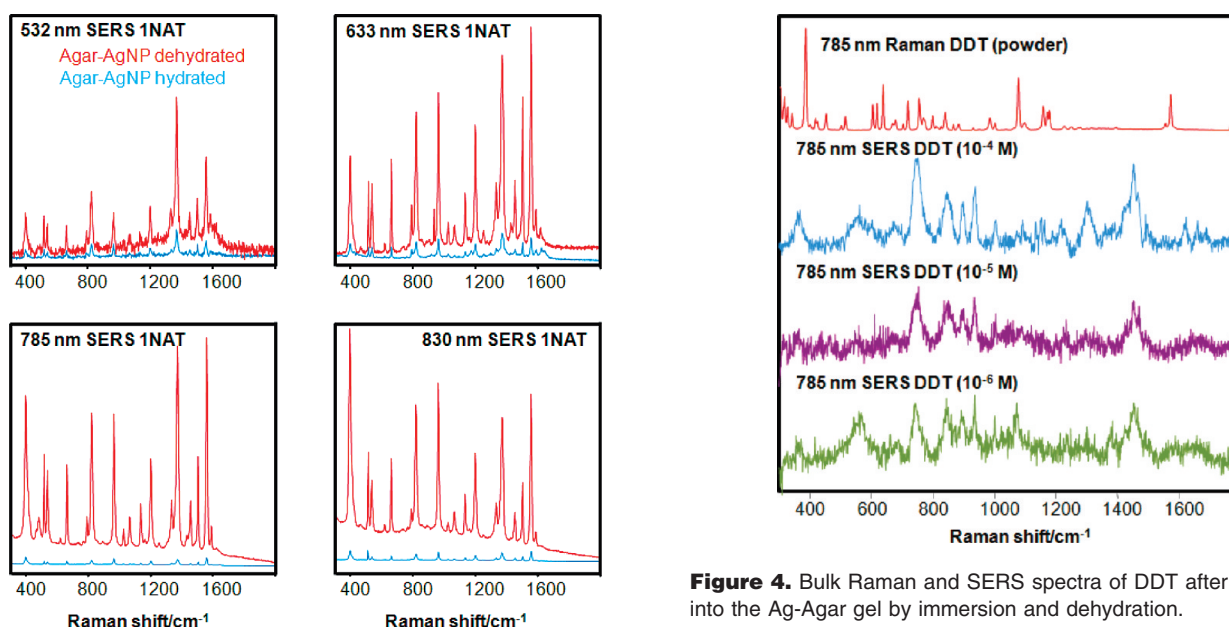 532 nm SERS 1NAT
Agar-AgNP dehydrated
Agar-AgNP hydrated
400 800 1200 1600
633 nm SERS 1NAT
400 800 1200 1600
785 nm SERS 1NAT
400 800 1200 1600
Raman shift/cm⁻¹
830 nm SERS 1NAT
400 800 1200 1600
Raman shift/cm⁻¹
785 nm Raman DDT (powder)
785 nm SERS DDT (10⁻⁴ M)
785 nm SERS DDT (10⁻⁵ M)
785 nm SERS DDT (10⁻⁶ M)
400 600 800 1000 1200 1400 1600
Raman shift/cm⁻¹
Figure 4. Bulk Raman and SERS spectra of DDT after
into the Ag-Agar gel by immersion and dehydration.